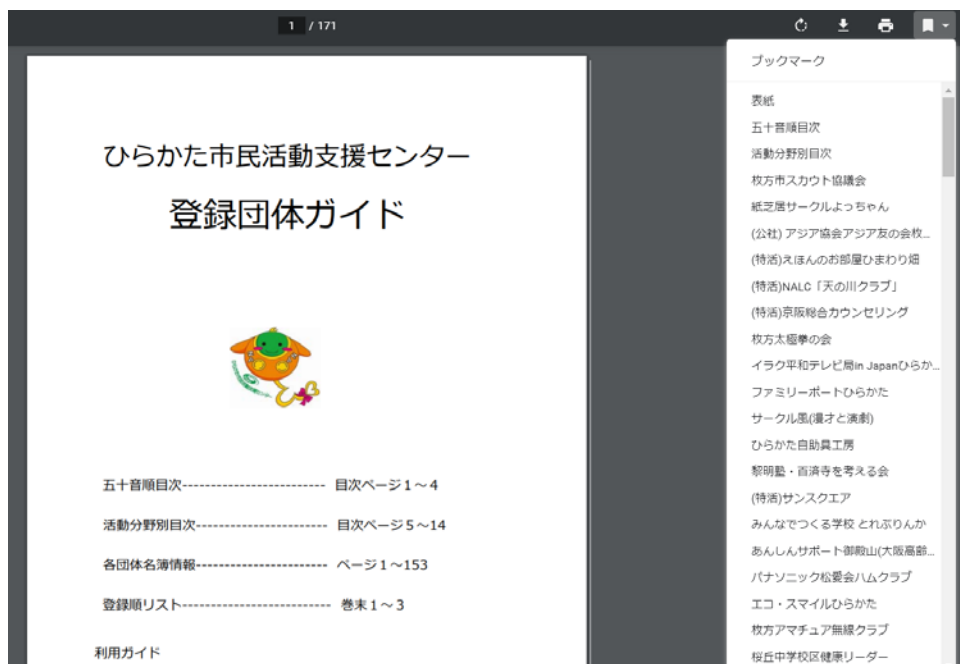 1 / 171
ひらかた市民活動支援センター
登録団体ガイド
五十音順目次------------------------- 目次ページ1～4
活動分野別目次----------------------- 目次ページ5～14
各団体名簿情報----------------------- ページ1～153
登録順リスト-------------------------- 巻末1～3
利用ガイド
ブックマーク
表紙
五十音順目次
活動分野別目次
枚方市スカウト協議会
紙芝居サークルよっちゃん
(公社) アジア協会アジア友の会枚...
(特活)えほんのお部屋ひまわり畑
(特活)NALC「天の川クラブ」
(特活)京阪総合カウンセリング
枚方太極拳の会
イラク平和テレビ局in Japanひらか...
ファミリーポートひらかた
サークル風(漫才と演劇)
ひらかた自助具工房
黎明塾・百済寺を考える会
(特活)サンスクエア
みんなでつくる学校 とれぶりんか
あんしんサポート御殿山(大阪高齢...
パナソニック松愛会ハムクラブ
エコ・スマイルひらかた
枚方アマチュア無線クラブ
桜丘中学校区健康リーダー